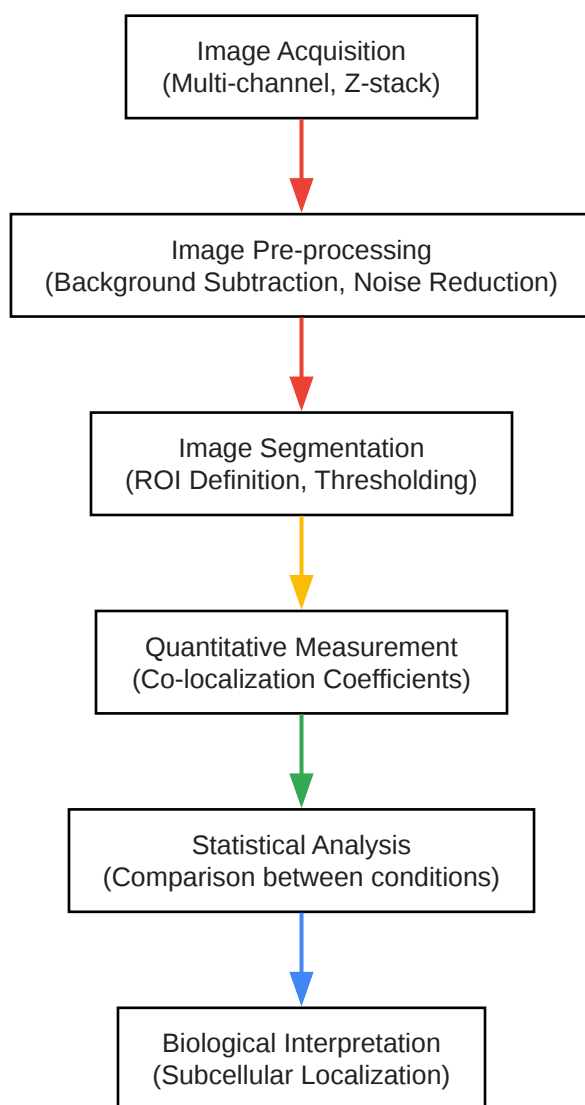 Image Acquisition
(Multi-channel, Z-stack)
Image Pre-processing
(Background Subtraction, Noise Reduction)
Image Segmentation
(ROI Definition, Thresholding)
Quantitative Measurement
(Co-localization Coefficients)
Statistical Analysis
(Comparison between conditions)
Biological Interpretation
(Subcellular Localization)